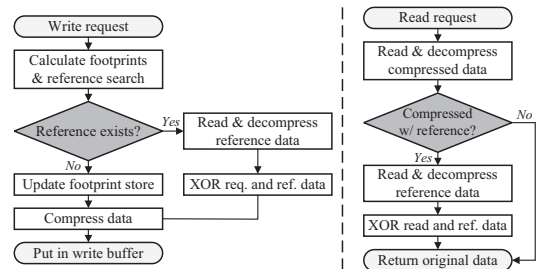 Write request
Calculate footprints
& reference search
Reference exists?
Yes
Read & decompress
reference data
No
Update footprint store
XOR req. and ref. data
Compress data
Put in write buffer
Read request
Read & decompress
compressed data
Compressed
w/ reference?
No
Yes
Read & decompress
reference data
XOR read and ref. data
Return original data